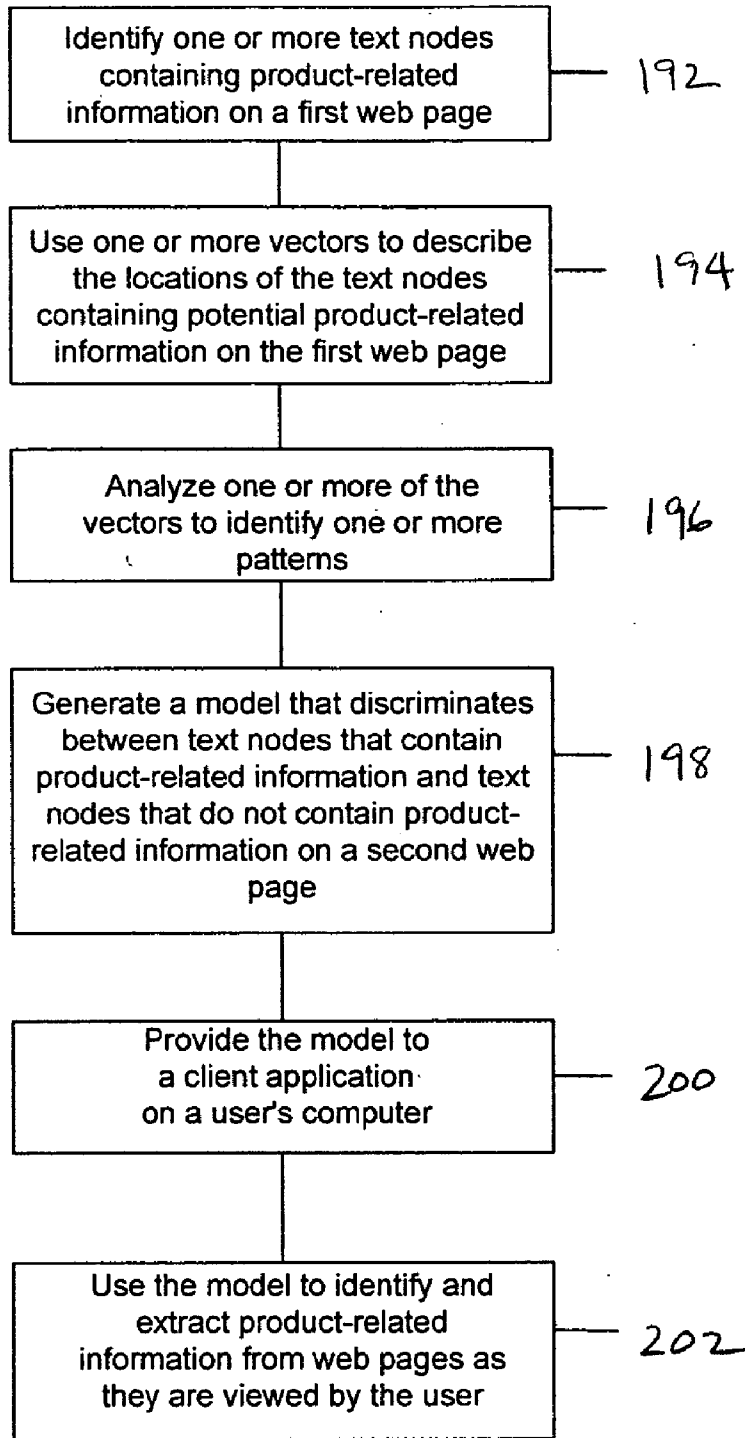 Identify one or more text nodes
containing product-related
information on a first web page
192
Use one or more vectors to describe
the locations of the text nodes
containing potential product-related
information on the first web page
194
Analyze one or more of the
vectors to identify one or more
patterns
196
Generate a model that discriminates
between text nodes that contain
product-related information and text
nodes that do not contain product-
related information on a second web
page
198
Provide the model to
a client application
on a user's computer
200
Use the model to identify and
extract product-related
information from web pages as
they are viewed by the user
202